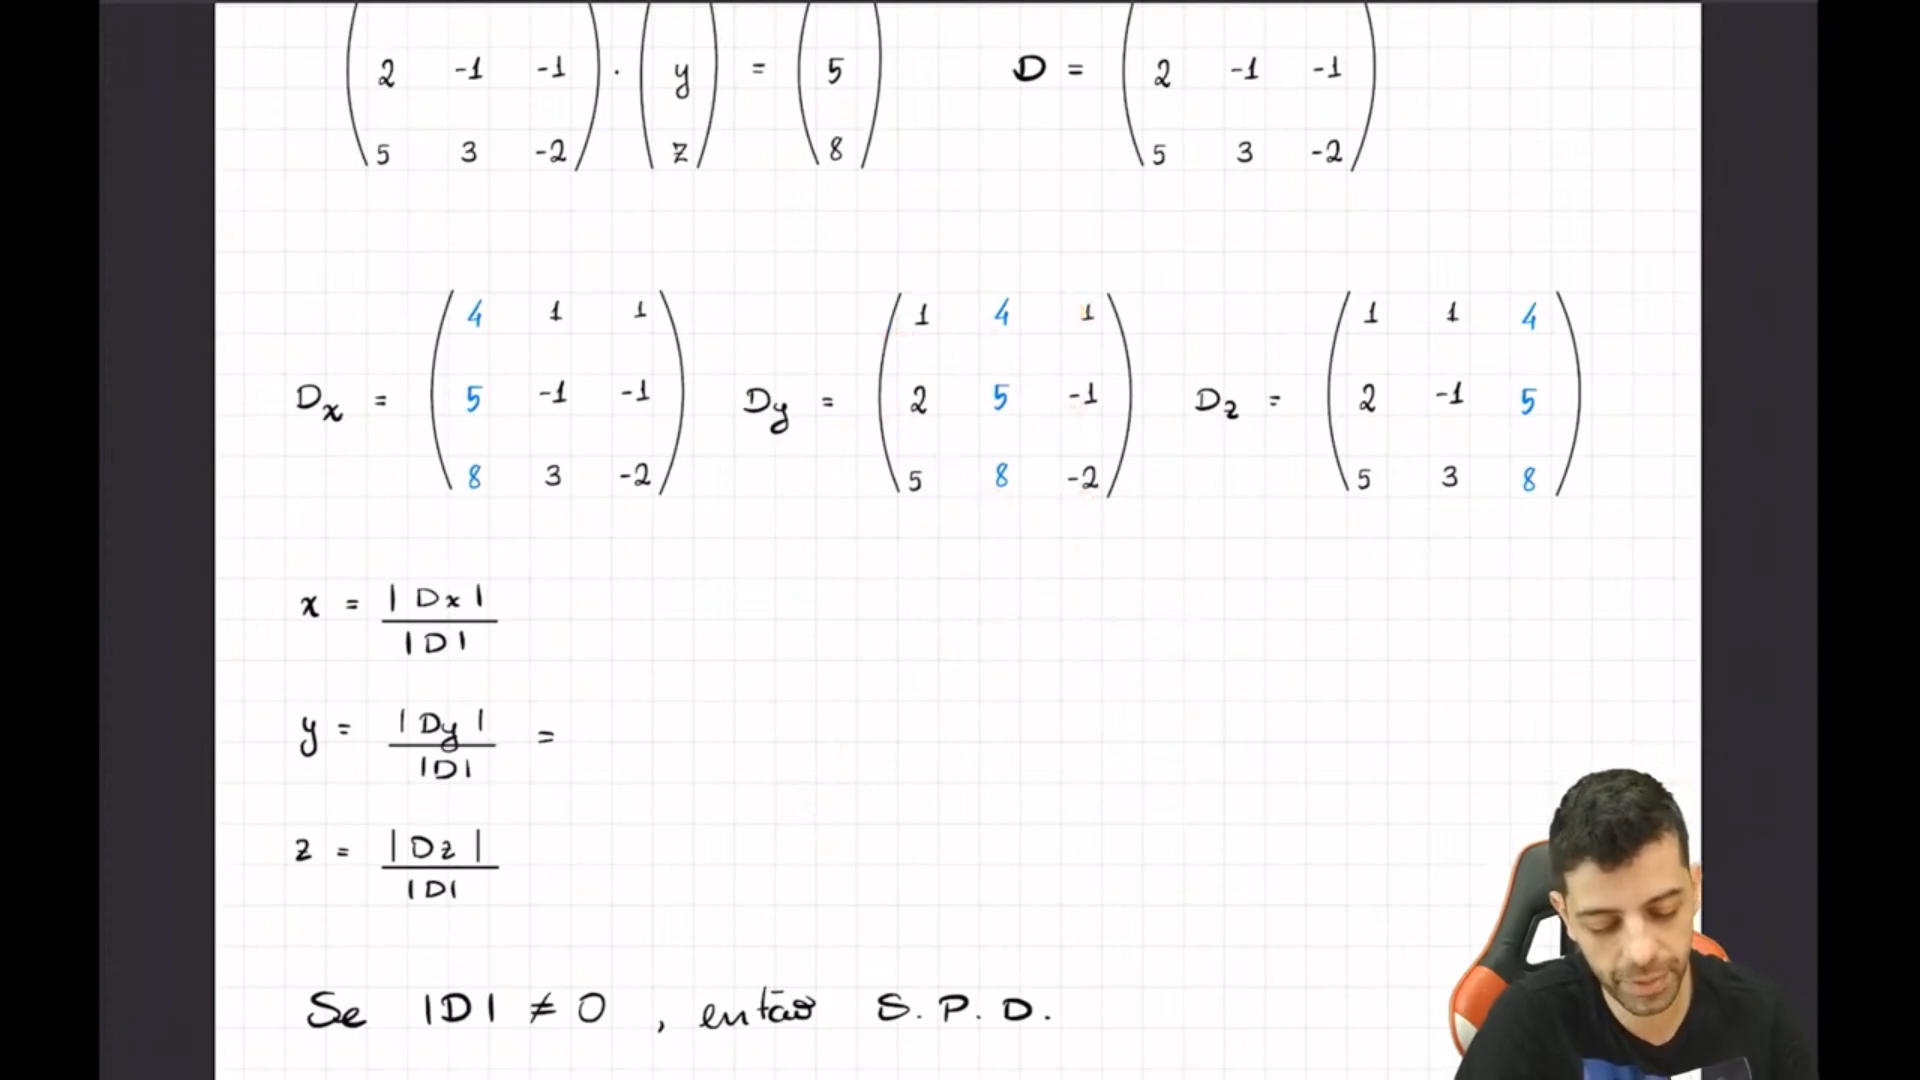 2 -1 -1 . y = 5 D = 2 -1 -1
5 3 -2 z 8 5 3 -2
4 1 1 1 4 1 1 1 4
Dx = 5 -1 -1 Dy = 2 5 -1 Dz = 2 -1 5
8 3 -2 5 8 -2 5 3 8
x = |Dx|
|D|
y = |Dy| =
|D|
z = |Dz|
|D|
Se |D| ≠ 0 , então S.P.D.